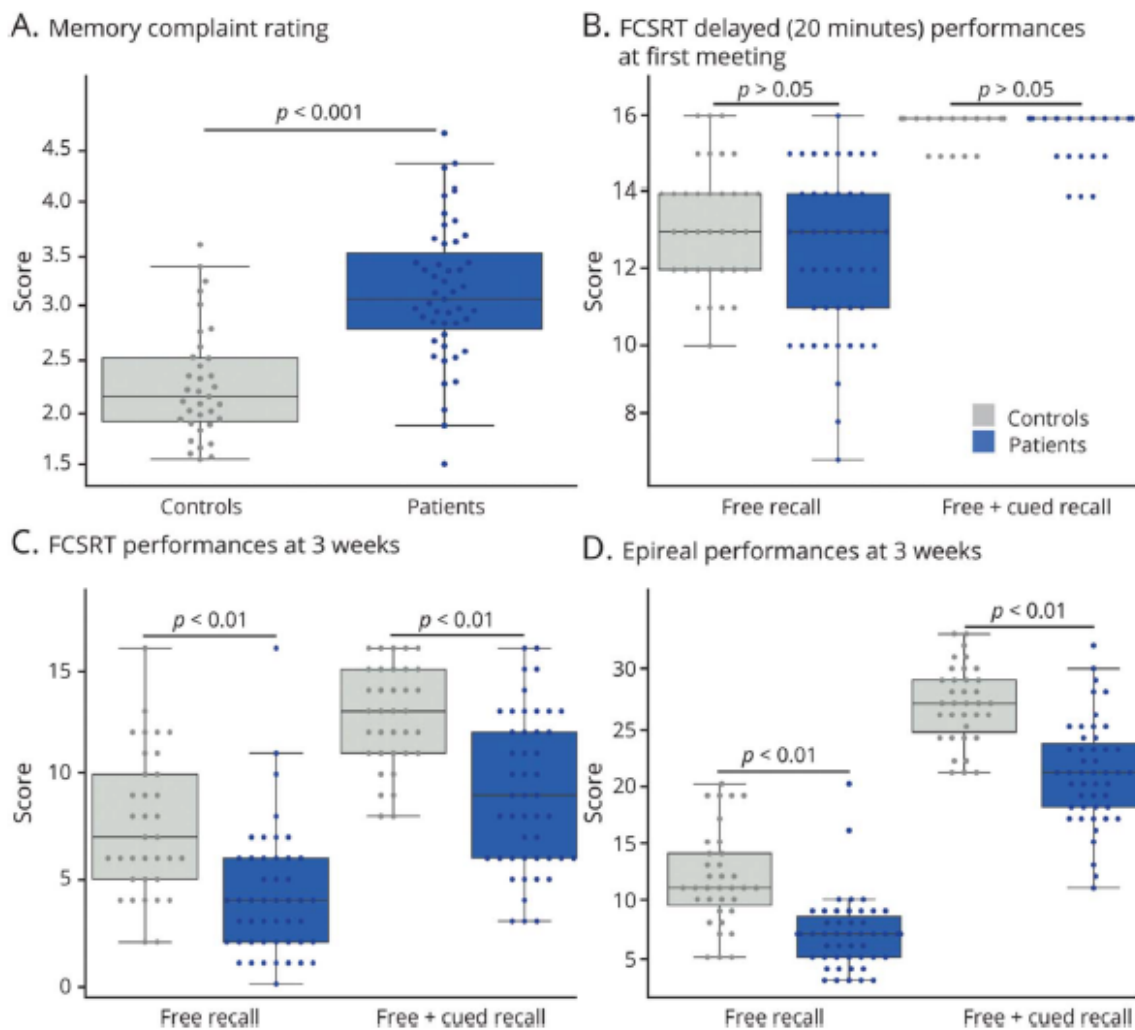 A. Memory complaint rating
Score
4.5
4.0
3.5
3.0
2.5
2.0
1.5
p < 0.001
Controls
Patients
B. FCSRT delayed (20 minutes) performances
at first meeting
Score
16
14
12
10
8
p > 0.05
p > 0.05
Controls
Patients
Free recall
Free + cued recall
C. FCSRT performances at 3 weeks
Score
15
10
5
0
p < 0.01
p < 0.01
Free recall
Free + cued recall
D. Epireal performances at 3 weeks
Score
30
25
20
15
10
5
p < 0.01
p < 0.01
Free recall
Free + cued recall